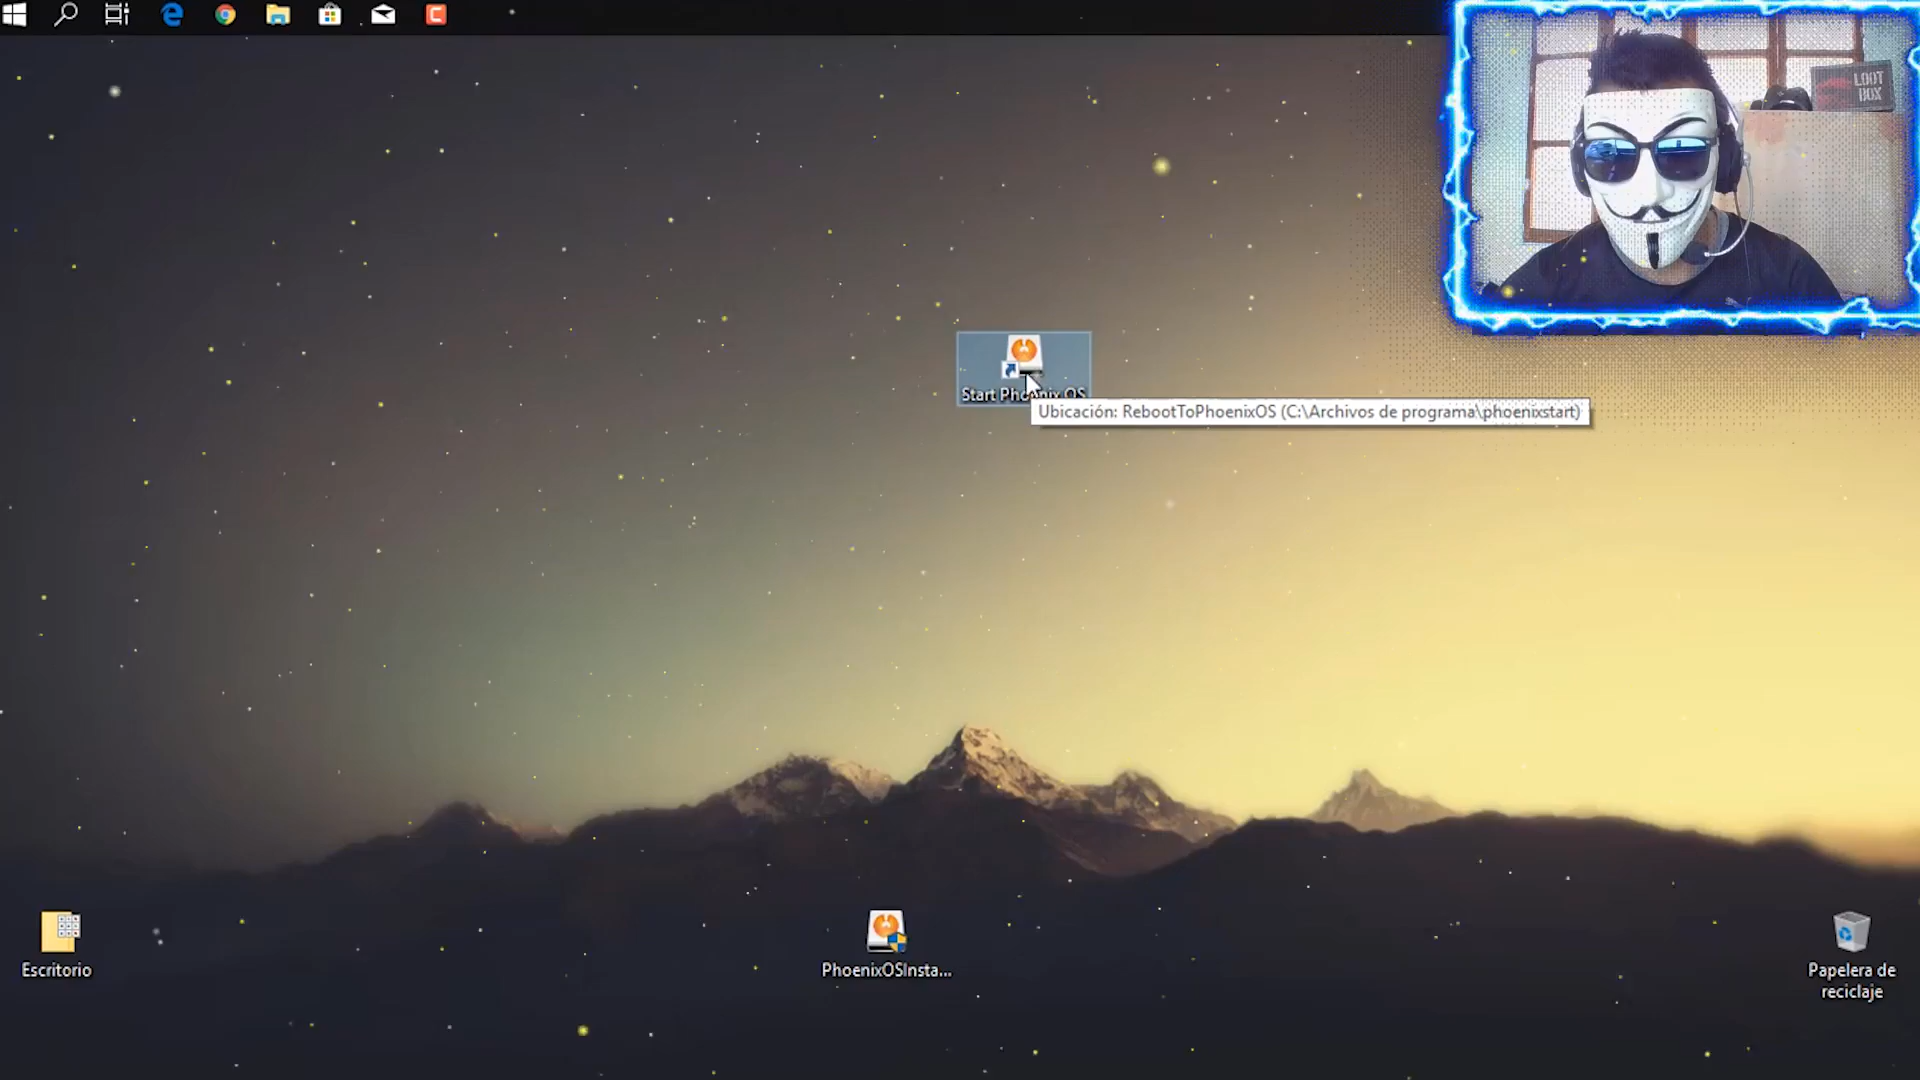 LOOT
BOX
Start Phoenix OS
Ubicación: RebootToPhoenixOS (C:\Archivos de programa\phoenixstart)
Escritorio
PhoenixOSInsta...
Papelera de
reciclaje